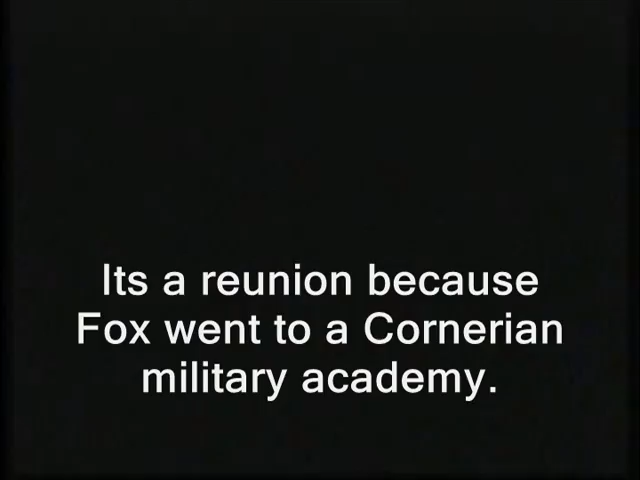 Its a reunion because
Fox went to a Cornerian
military academy.